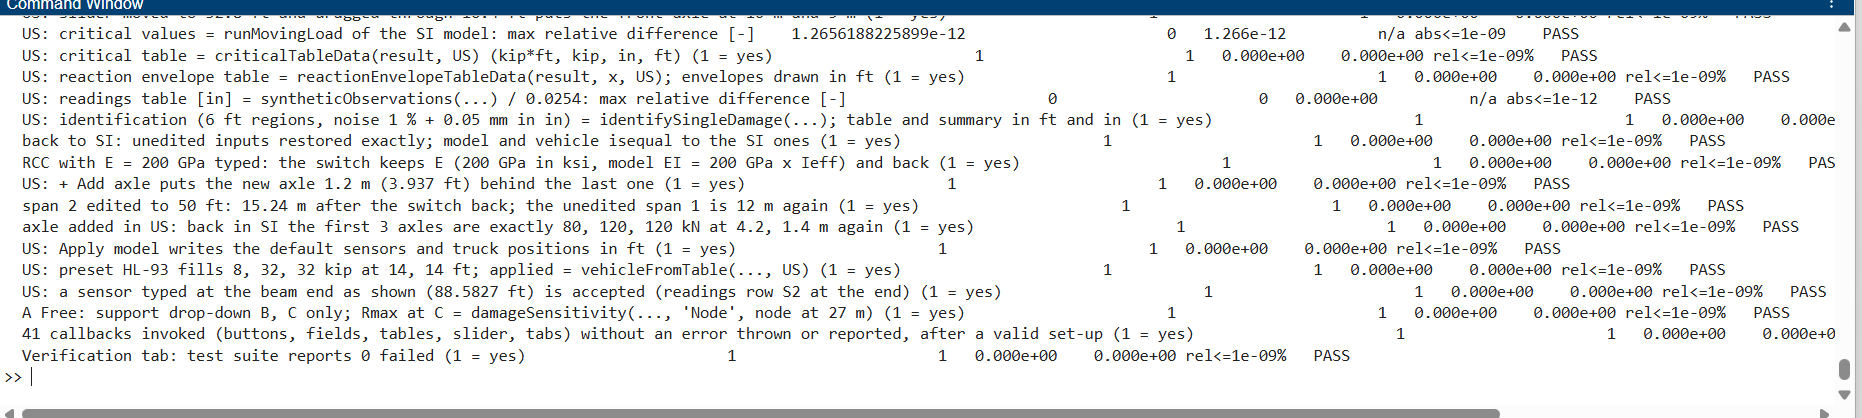 Command Window
US: critical values = runMovingLoad of the SI model: max relative difference [-] 1.2656188225899e-12 0 1.266e-12 n/a abs<=1e-09 PASS
US: critical table = criticalTableData(result, US) (kip*ft, kip, in, ft) (1 = yes) 1 1 0.000e+00 0.000e+00 rel<=1e-09% PASS
US: reaction envelope table = reactionEnvelopeTableData(result, x, US); envelopes drawn in ft (1 = yes) 1 1 0.000e+00 0.000e+00 rel<=1e-09% PASS
US: readings table [in] = syntheticObservations(...) / 0.0254: max relative difference [-] 0 0 0.000e+00 n/a abs<=1e-12 PASS
US: identification (6 ft regions, noise 1 % + 0.05 mm in in) = identifySingleDamage(...); table and summary in ft and in (1 = yes) 1 1 0.000e+00 0.000e
back to SI: unedited inputs restored exactly; model and vehicle isequal to the SI ones (1 = yes) 1 1 0.000e+00 0.000e+00 rel<=1e-09% PASS
RCC with E = 200 GPa typed: the switch keeps E (200 GPa in ksi, model EI = 200 GPa x Ieff) and back (1 = yes) 1 1 0.000e+00 0.000e+00 rel<=1e-09% PAS
US: + Add axle puts the new axle 1.2 m (3.937 ft) behind the last one (1 = yes) 1 1 0.000e+00 0.000e+00 rel<=1e-09% PASS
span 2 edited to 50 ft: 15.24 m after the switch back; the unedited span 1 is 12 m again (1 = yes) 1 1 0.000e+00 0.000e+00 rel<=1e-09% PASS
axle added in US: back in SI the first 3 axles are exactly 80, 120, 120 kN at 4.2, 1.4 m again (1 = yes) 1 1 0.000e+00 0.000e+00 rel<=1e-09% PASS
US: Apply model writes the default sensors and truck positions in ft (1 = yes) 1 1 0.000e+00 0.000e+00 rel<=1e-09% PASS
US: preset HL-93 fills 8, 32, 32 kip at 14, 14 ft; applied = vehicleFromTable(..., US) (1 = yes) 1 1 0.000e+00 0.000e+00 rel<=1e-09% PASS
US: a sensor typed at the beam end as shown (88.5827 ft) is accepted (readings row S2 at the end) (1 = yes) 1 1 0.000e+00 0.000e+00 rel<=1e-09% PASS
A Free: support drop-down B, C only; Rmax at C = damageSensitivity(..., 'Node', node at 27 m) (1 = yes) 1 1 0.000e+00 0.000e+00 rel<=1e-09% PASS
41 callbacks invoked (buttons, fields, tables, slider, tabs) without an error thrown or reported, after a valid set-up (1 = yes) 1 1 0.000e+00 0.000e+0
Verification tab: test suite reports 0 failed (1 = yes) 1 1 0.000e+00 0.000e+00 rel<=1e-09% PASS
>>